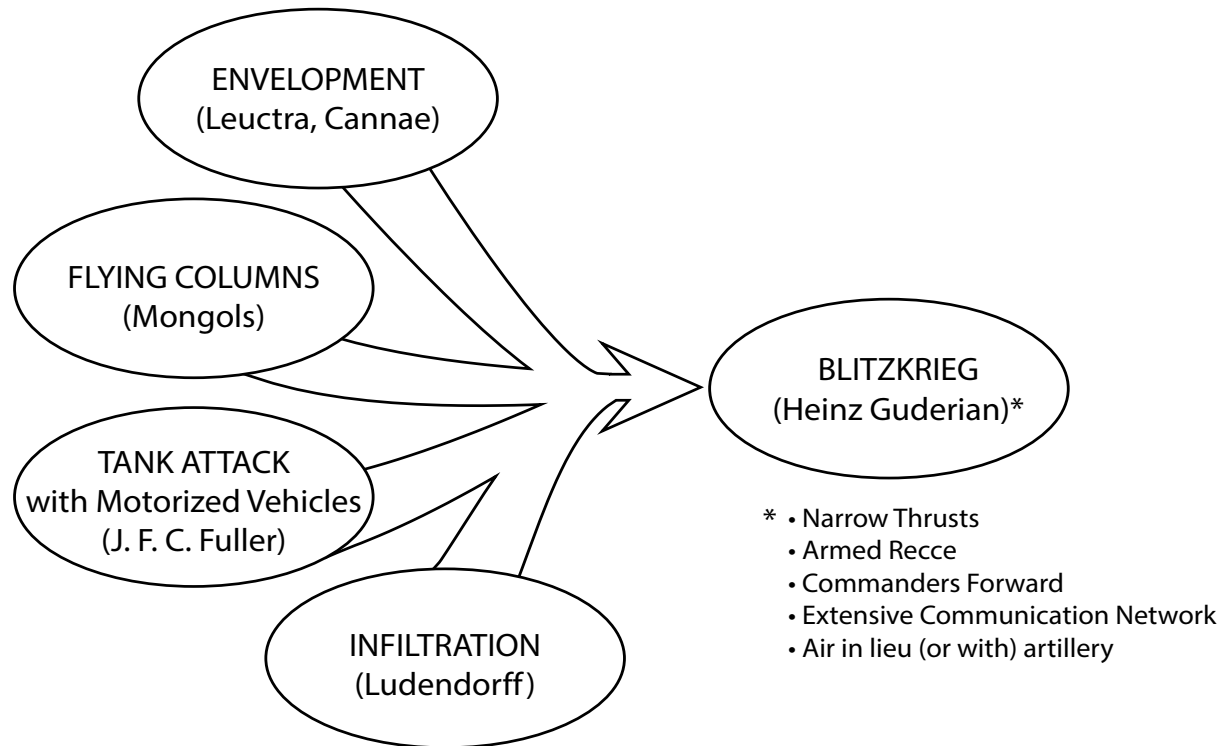 ENVELOPMENT
(Leuctra, Cannae)
FLYING COLUMNS
(Mongols)
TANK ATTACK
with Motorized Vehicles
(J. F. C. Fuller)
INFILTRATION
(Ludendorff)
BLITZKRIEG
(Heinz Guderian)*
* • Narrow Thrusts
• Armed Recce
• Commanders Forward
• Extensive Communication Network
• Air in lieu (or with) artillery